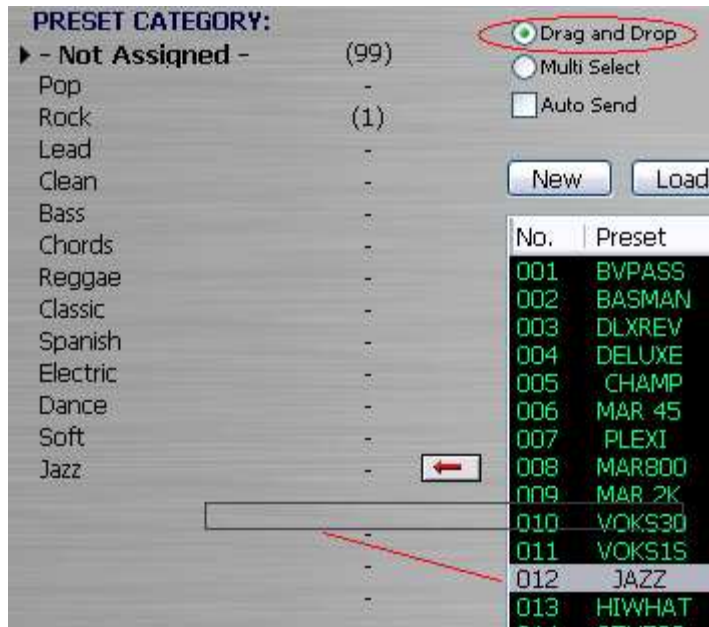 PRESET CATEGORY:
- Not Assigned - (99)
Pop -
Rock (1)
Lead -
Clean -
Bass -
Chords -
Reggae -
Classic -
Spanish -
Electric -
Dance -
Soft -
Jazz -
-
-
-
Drag and Drop
Multi Select
Auto Send
New Load
No. Preset
001 BVPASS
002 BASMAN
003 DLXREV
004 DELUXE
005 CHAMP
006 MAR 45
007 PLEXI
008 MAR800
009 MAR 2K
010 VOKS30
011 VOKS1S
012 JAZZ
013 HIWHAT